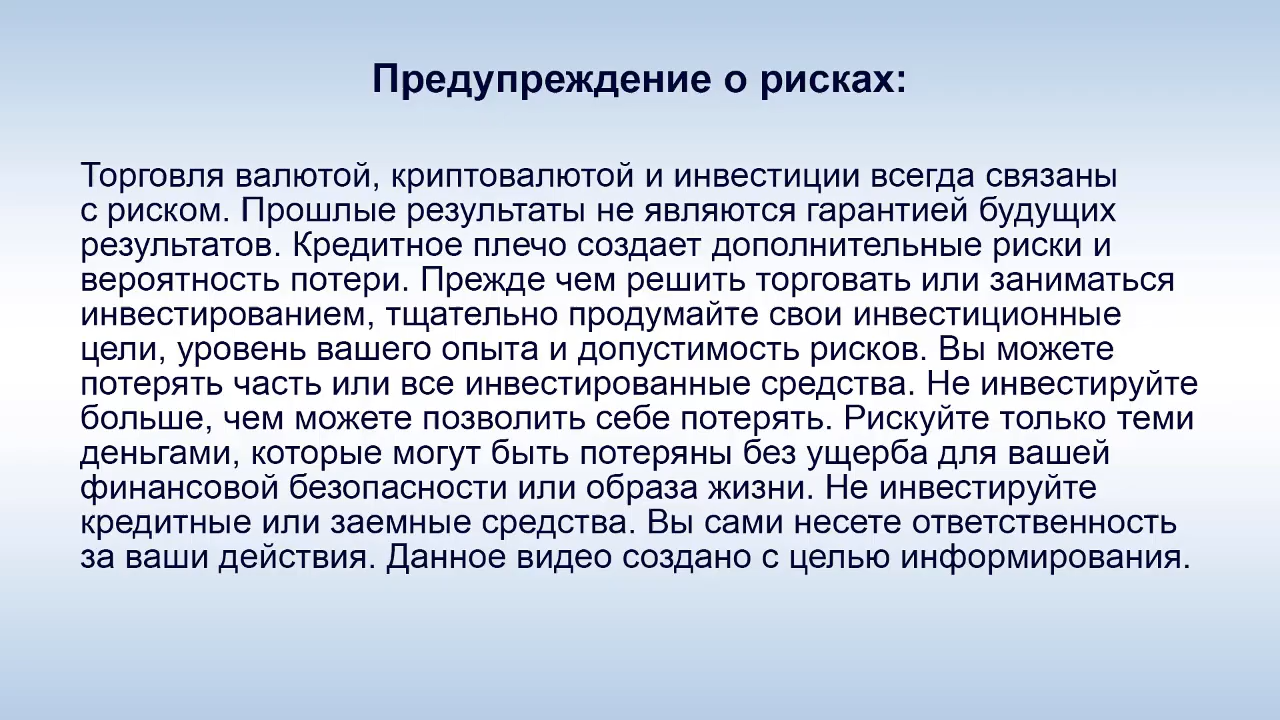 Предупреждение о рисках:
Торговля валютой, криптовалютой и инвестиции всегда связаны
с риском. Прошлые результаты не являются гарантией будущих
результатов. Кредитное плечо создает дополнительные риски и
вероятность потери. Прежде чем решить торговать или заниматься
инвестированием, тщательно продумайте свои инвестиционные
цели, уровень вашего опыта и допустимость рисков. Вы можете
потерять часть или все инвестированные средства. Не инвестируйте
больше, чем можете позволить себе потерять. Рискуйте только теми
деньгами, которые могут быть потеряны без ущерба для вашей
финансовой безопасности или образа жизни. Не инвестируйте
кредитные или заемные средства. Вы сами несете ответственность
за ваши действия. Данное видео создано с целью информирования.